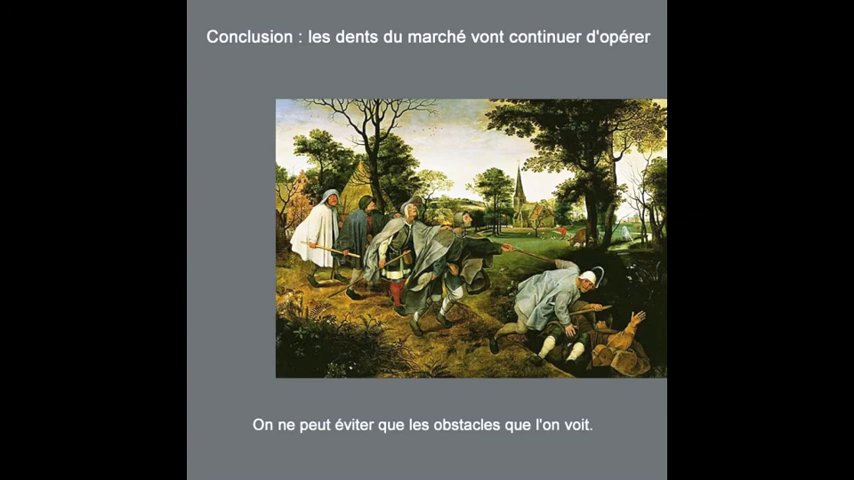 Conclusion : les dents du marché vont continuer d'opérer
On ne peut éviter que les obstacles que l'on voit.